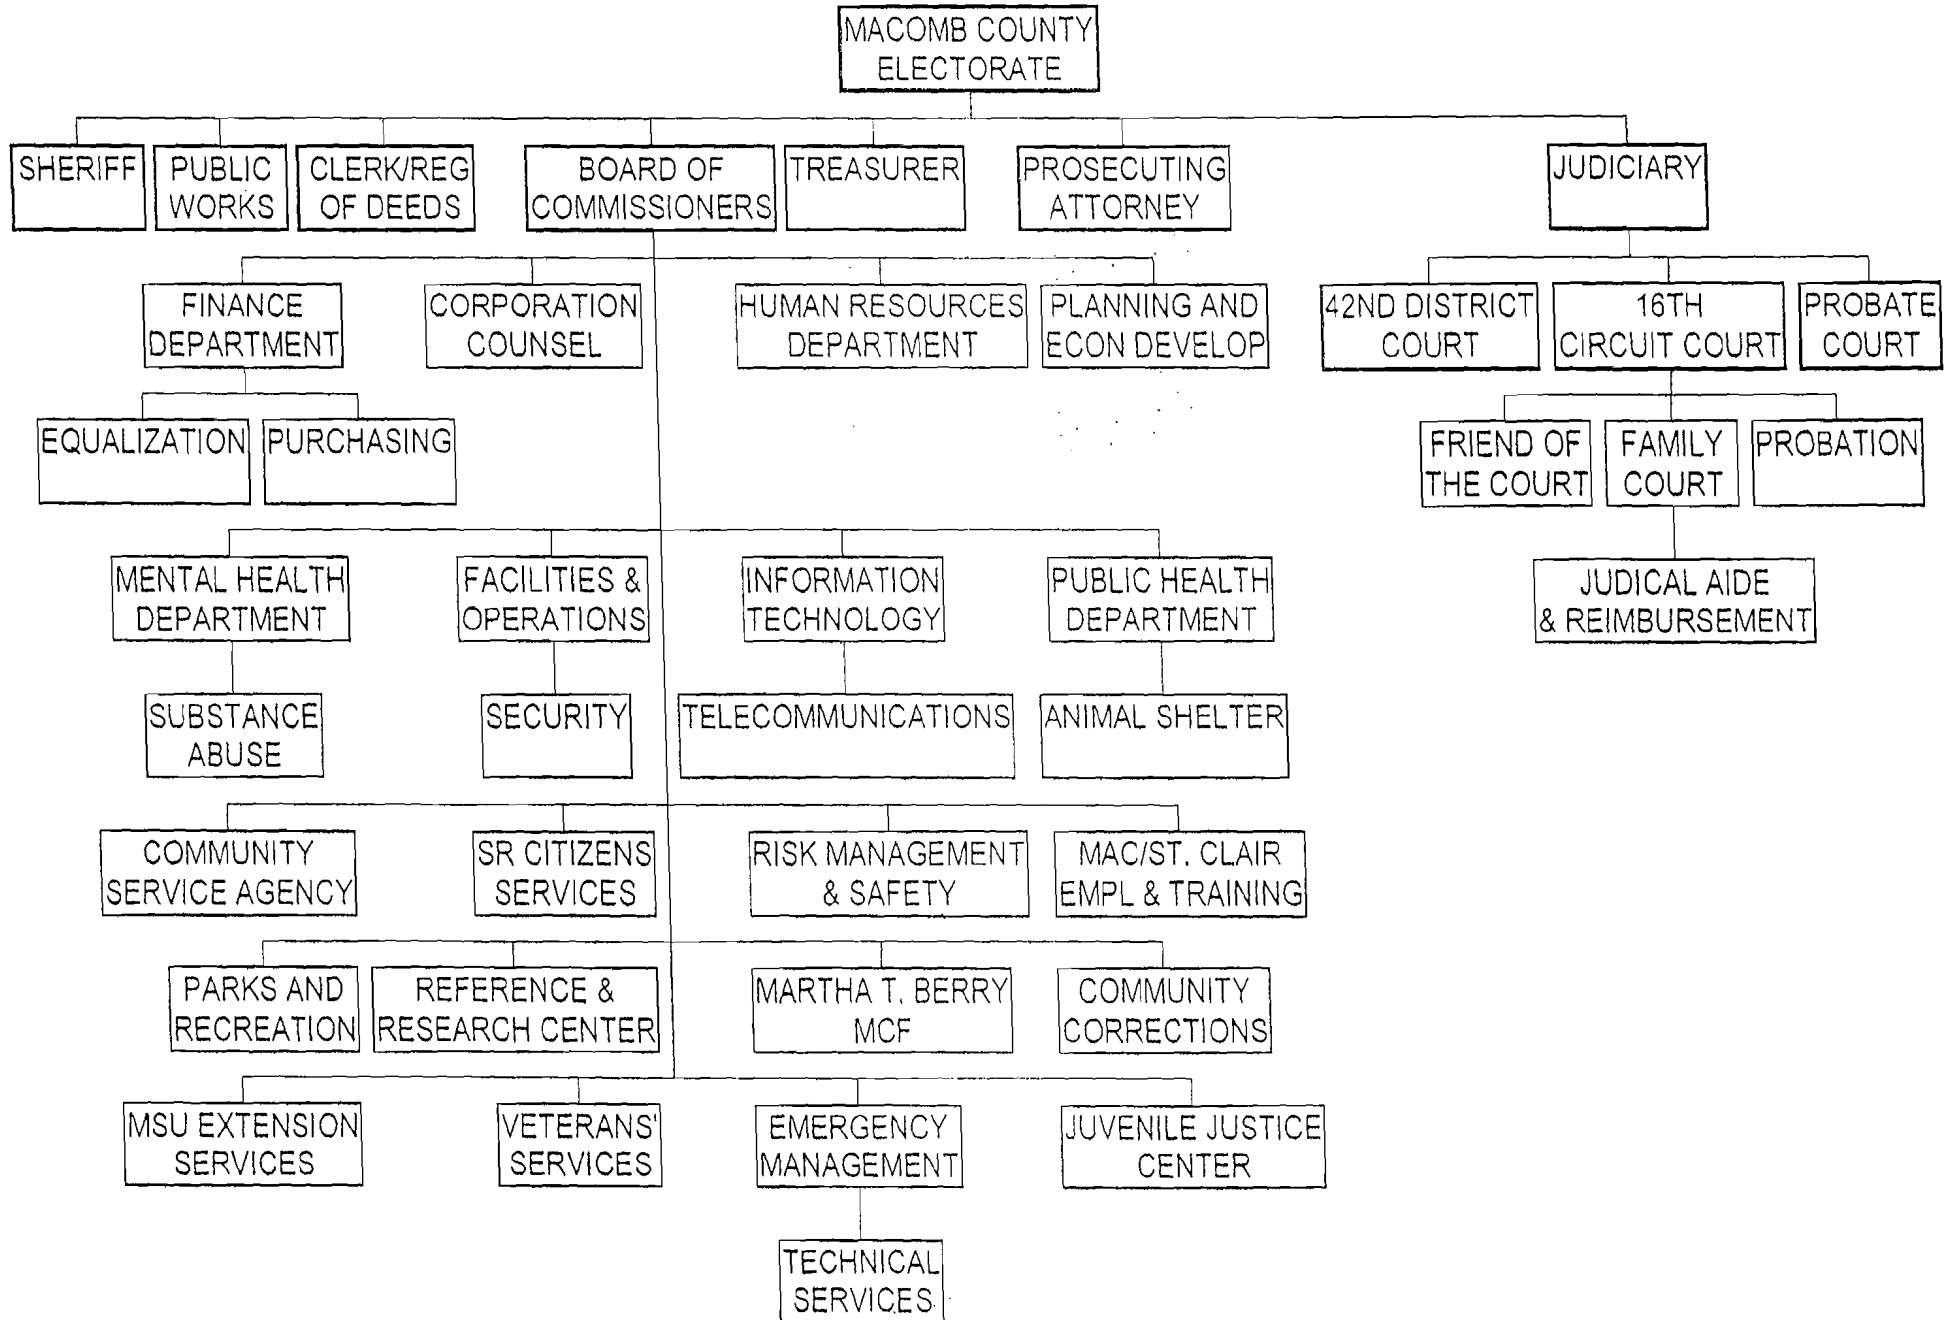 MACOMB COUNTY
ELECTORATE
SHERIFF
PUBLIC
WORKS
CLERK/REG
OF DEEDS
BOARD OF
COMMISSIONERS
TREASURER
PROSECUTING
ATTORNEY
JUDICIARY
FINANCE
DEPARTMENT
CORPORATION
COUNSEL
HUMAN RESOURCES
DEPARTMENT
PLANNING AND
ECON DEVELOP
42ND DISTRICT
COURT
16TH
CIRCUIT COURT
PROBATE
COURT
EQUALIZATION
PURCHASING
FRIEND OF
THE COURT
FAMILY
COURT
PROBATION
MENTAL HEALTH
DEPARTMENT
FACILITIES &
OPERATIONS
INFORMATION
TECHNOLOGY
PUBLIC HEALTH
DEPARTMENT
JUDICAL AIDE
& REIMBURSEMENT
SUBSTANCE
ABUSE
SECURITY
TELECOMMUNICATIONS
ANIMAL SHELTER
COMMUNITY
SERVICE AGENCY
SR CITIZENS
SERVICES
RISK MANAGEMENT
& SAFETY
MAC/ST. CLAIR
EMPL & TRAINING
PARKS AND
RECREATION
REFERENCE &
RESEARCH CENTER
MARTHA T. BERRY
MCF
COMMUNITY
CORRECTIONS
MSU EXTENSION
SERVICES
VETERANS'
SERVICES
EMERGENCY
MANAGEMENT
JUVENILE JUSTICE
CENTER
TECHNICAL
SERVICES